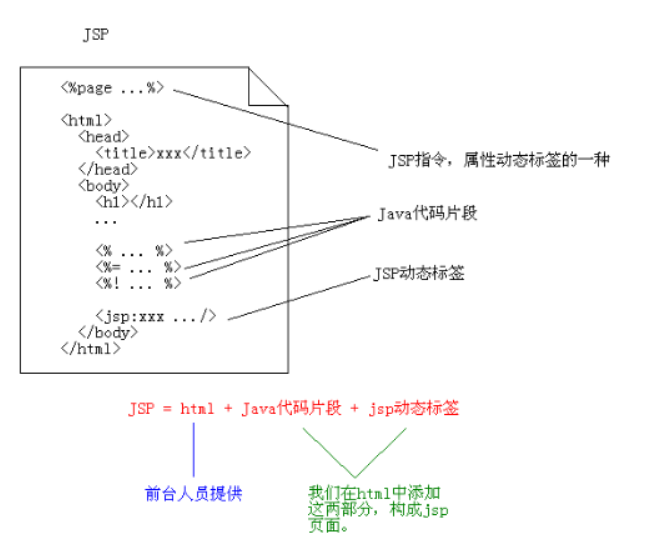 JSP
<%page ...%>
<html>
<head>
<title>xxx</title>
</head>
<body>
<h1></h1>
...
<% ... %>
<%= ... %>
<%! ... %>
<jsp:xxx .../>
</body>
</html>
JSP指令，属性动态标签的一种
Java代码片段
JSP动态标签
JSP = html + Java代码片段 + jsp动态标签
前台人员提供
我们在html中添加
这两部分，构成jsp
页面。